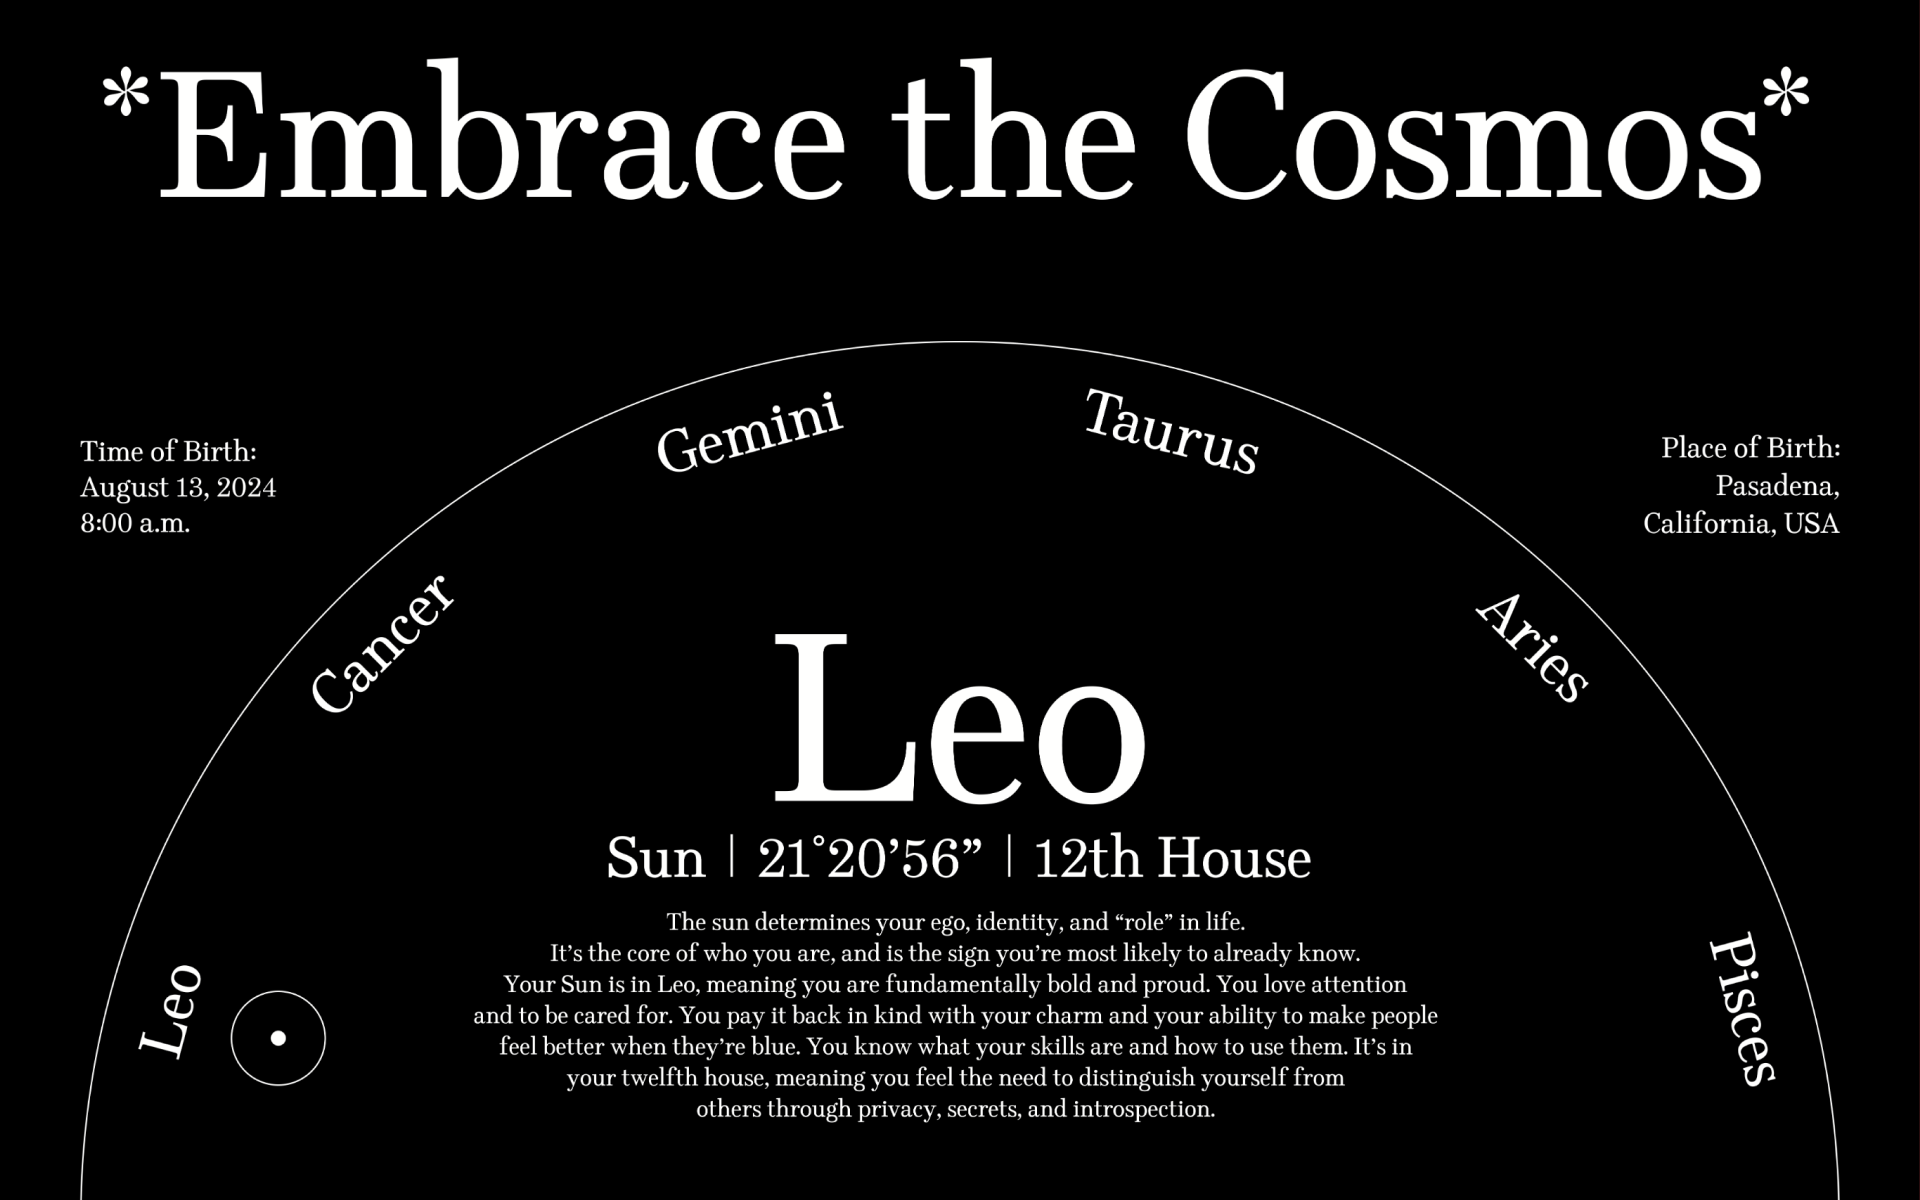 *Embrace the Cosmos*
Time of Birth:
August 13, 2024
8:00 a.m.
Place of Birth:
Pasadena,
California, USA
Leo
Cancer
Gemini
Taurus
Aries
Pisces
Leo
Sun | 21°20’56” | 12th House
The sun determines your ego, identity, and “role” in life.
It’s the core of who you are, and is the sign you’re most likely to already know.
Your Sun is in Leo, meaning you are fundamentally bold and proud. You love attention
and to be cared for. You pay it back in kind with your charm and your ability to make people
feel better when they’re blue. You know what your skills are and how to use them. It’s in
your twelfth house, meaning you feel the need to distinguish yourself from
others through privacy, secrets, and introspection.